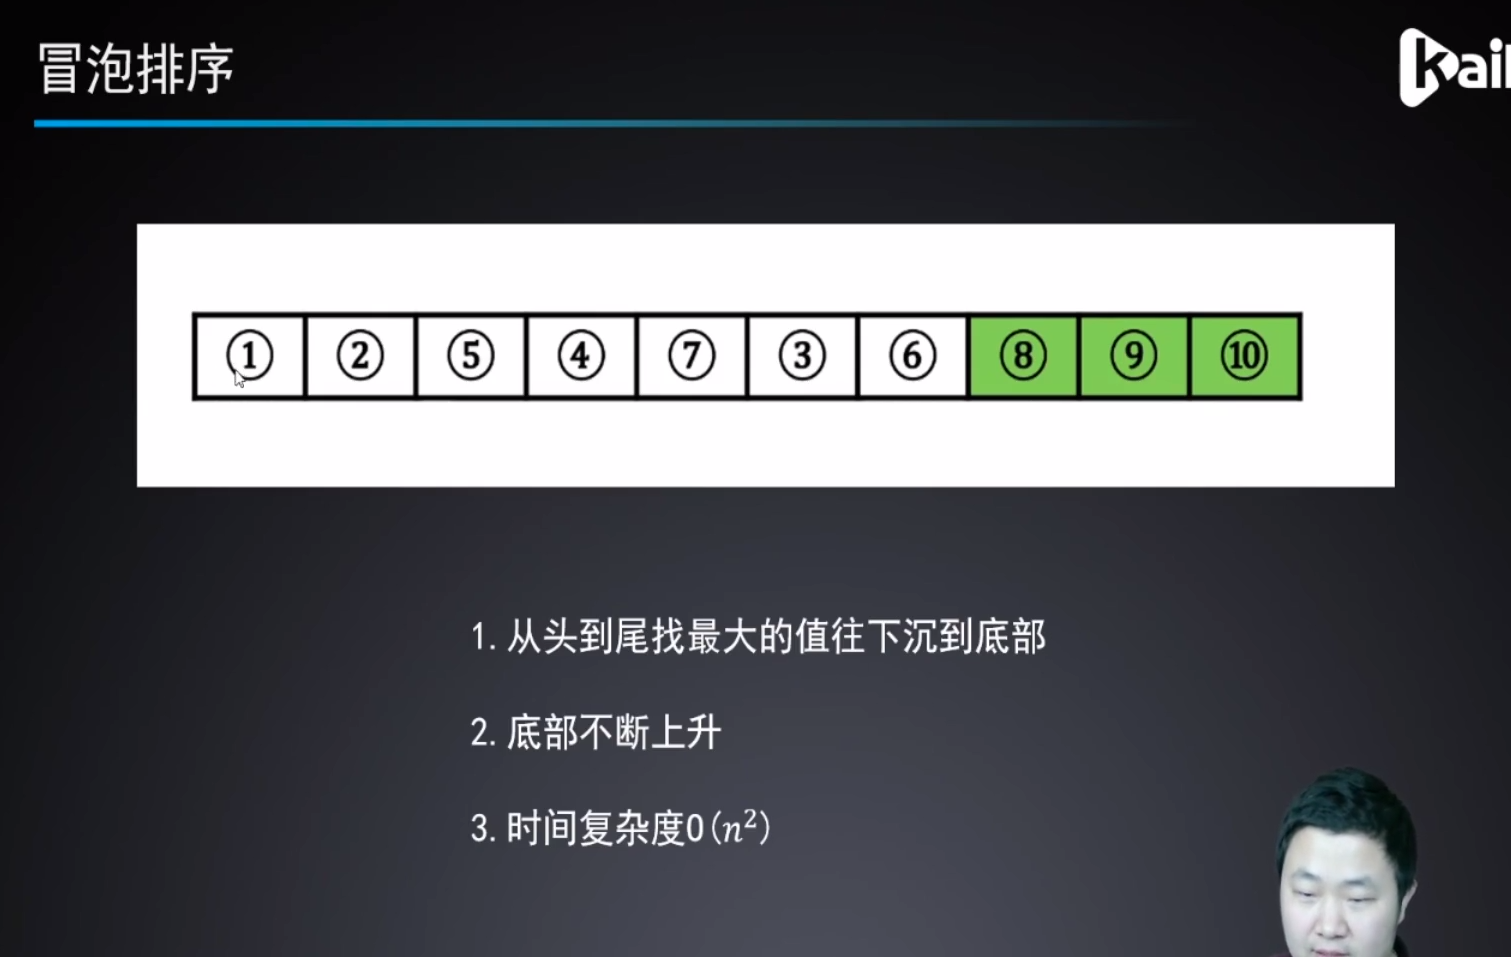 冒泡排序
kail
① ② ⑤ ④ ⑦ ③ ⑥ ⑧ ⑨ ⑩
1. 从头到尾找最大的值往下沉到底部
2. 底部不断上升
3. 时间复杂度O(n²)